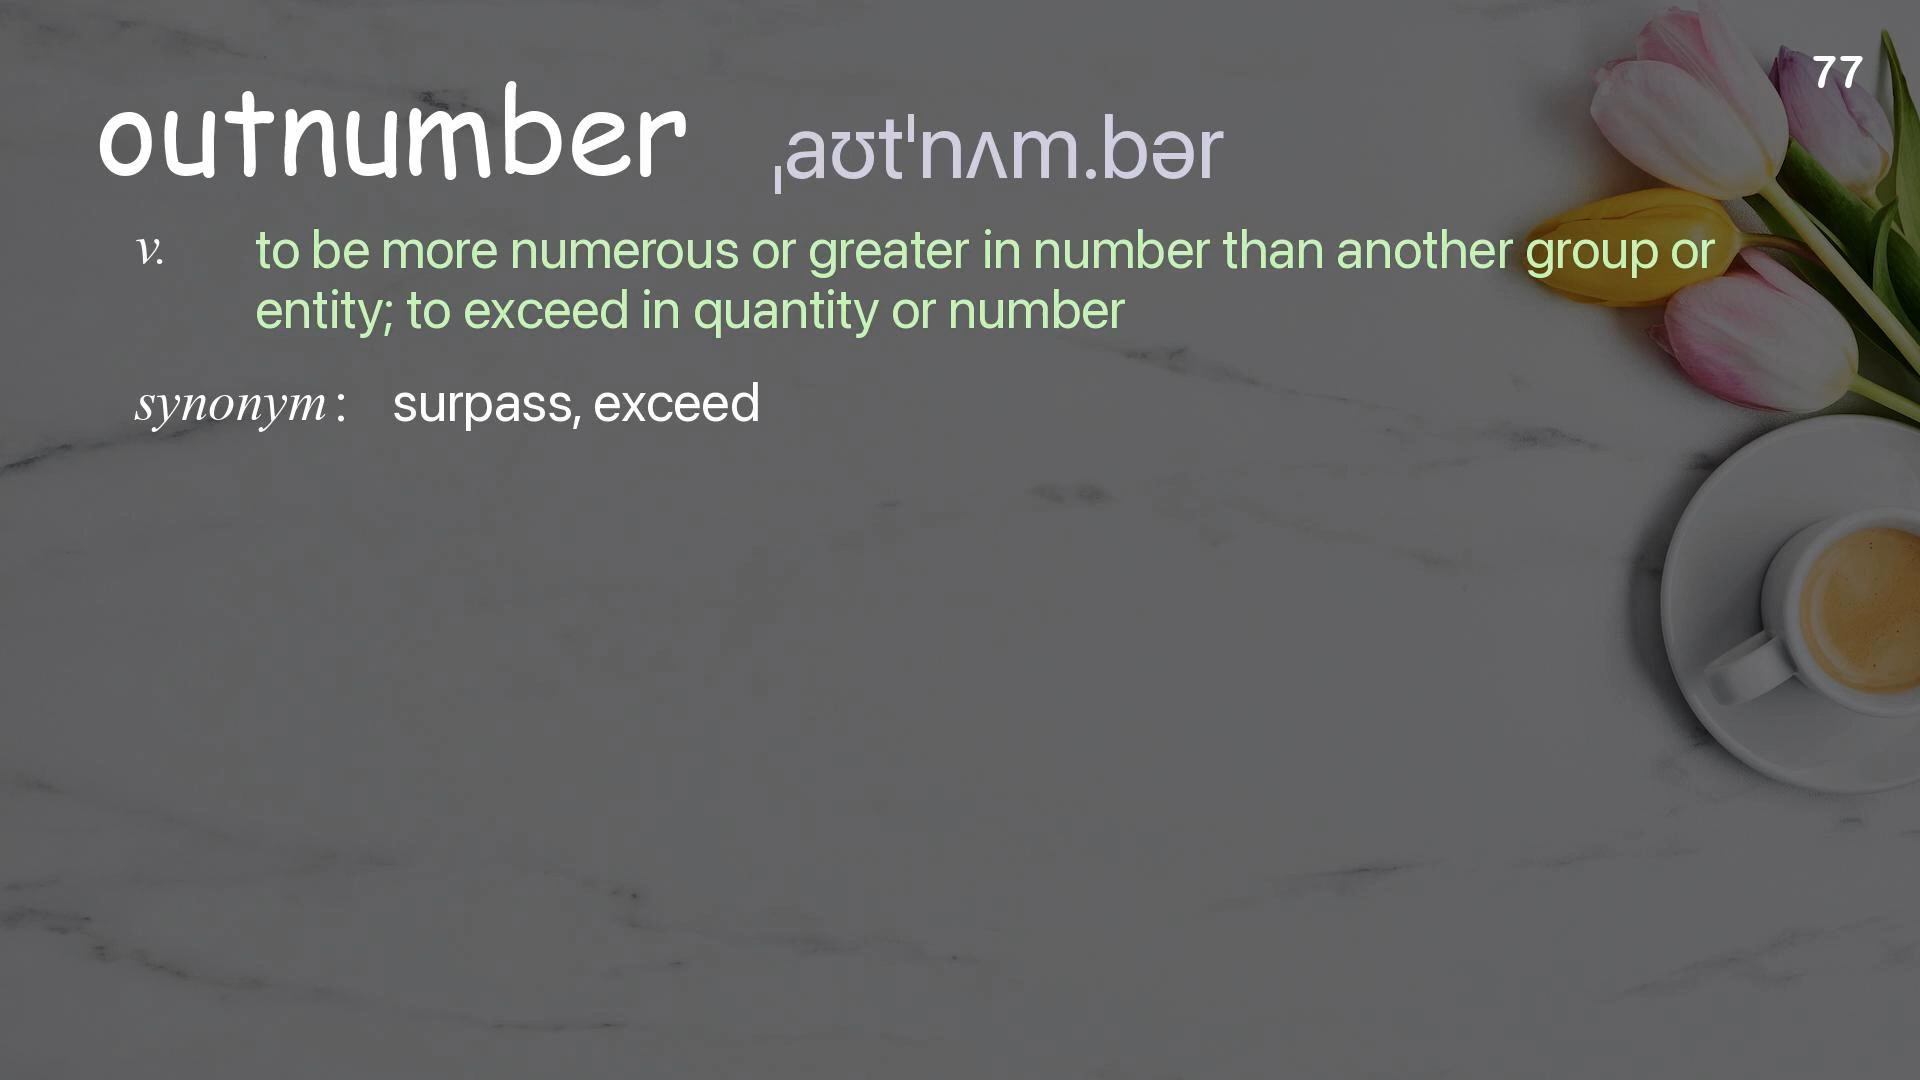 77
outnumber ˌaʊtˈnʌm.bər
v. to be more numerous or greater in number than another group or
entity; to exceed in quantity or number
synonym : surpass, exceed